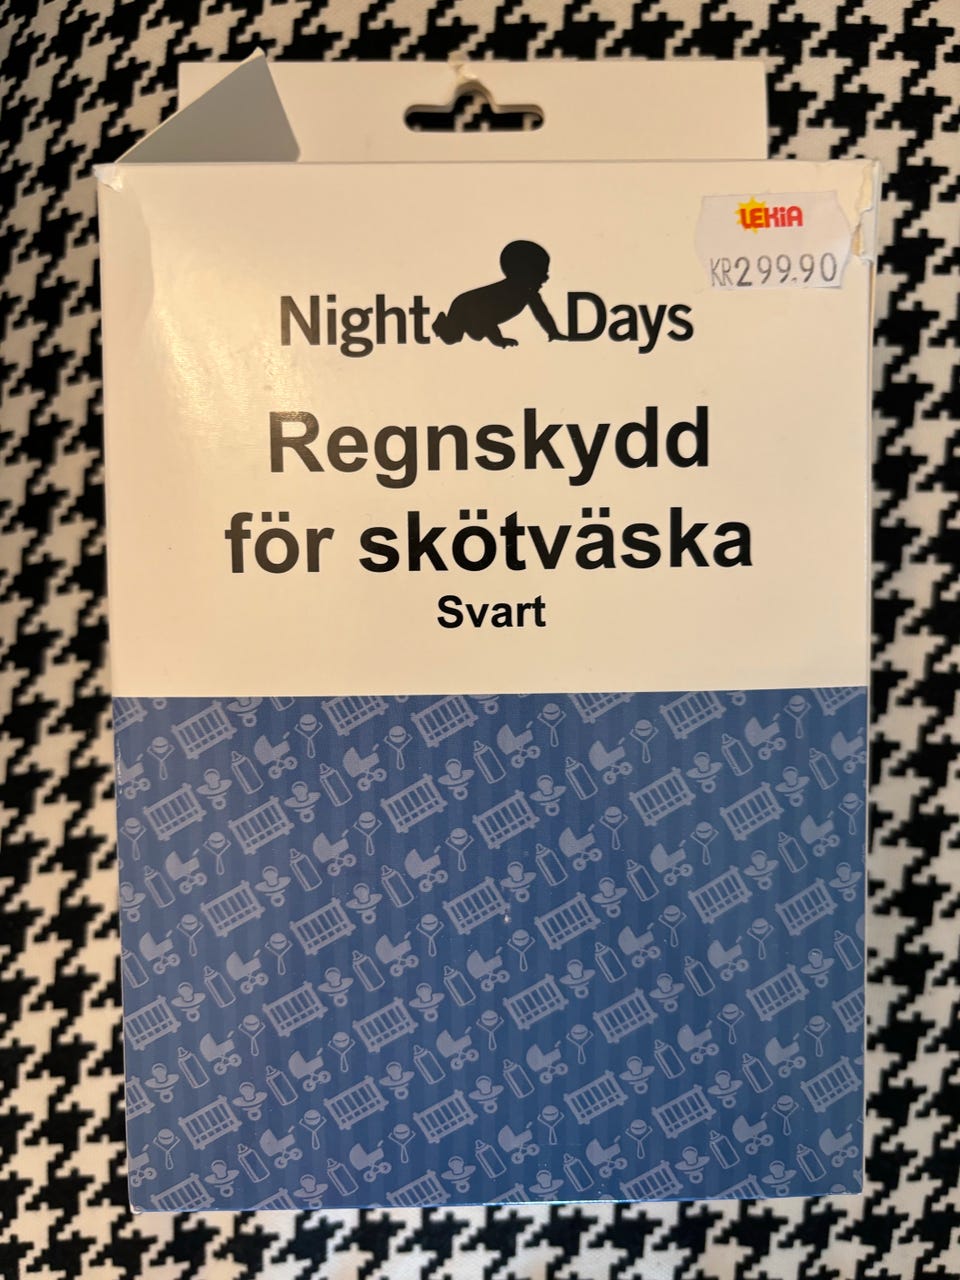 LEKiA
KR299.90
Night Days
Regnskydd
för skötväska
Svart